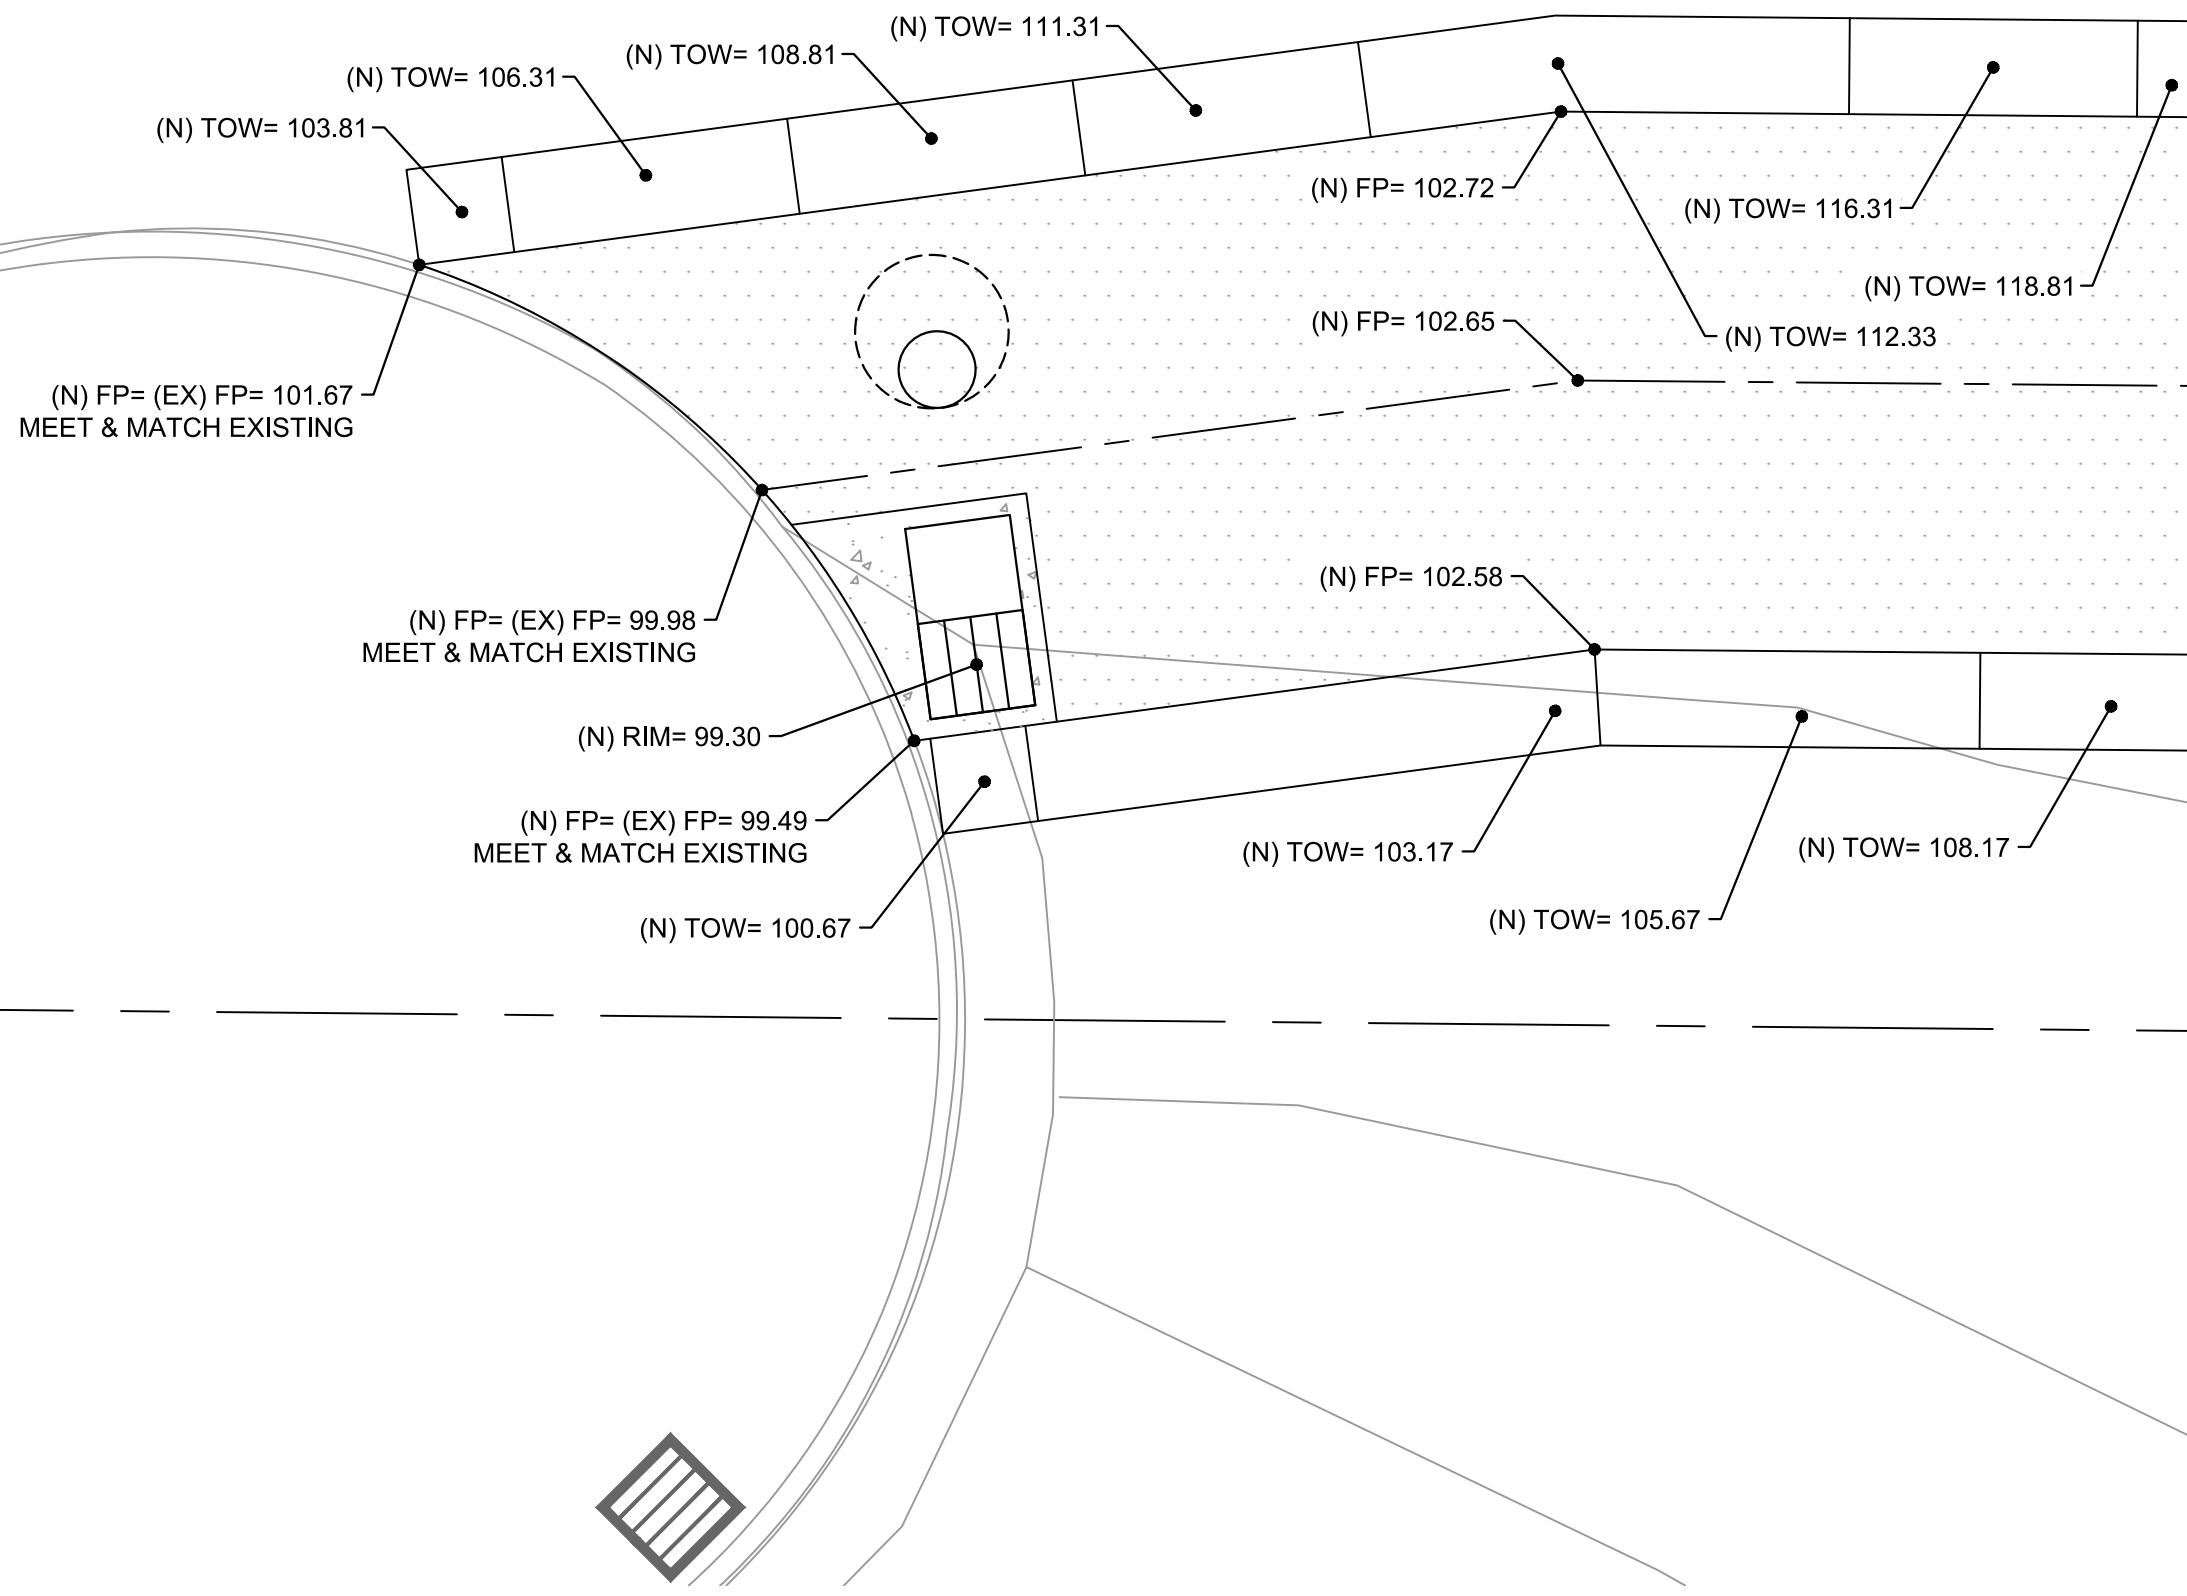 (N) TOW= 111.31
(N) TOW= 108.81
(N) TOW= 106.31
(N) TOW= 103.81
(N) FP= 102.72
(N) TOW= 116.31
(N) TOW= 118.81
(N) FP= 102.65
(N) TOW= 112.33
(N) FP= (EX) FP= 101.67
MEET & MATCH EXISTING
(N) FP= 102.58
(N) FP= (EX) FP= 99.98
MEET & MATCH EXISTING
(N) RIM= 99.30
(N) FP= (EX) FP= 99.49
MEET & MATCH EXISTING
(N) TOW= 103.17
(N) TOW= 108.17
(N) TOW= 105.67
(N) TOW= 100.67